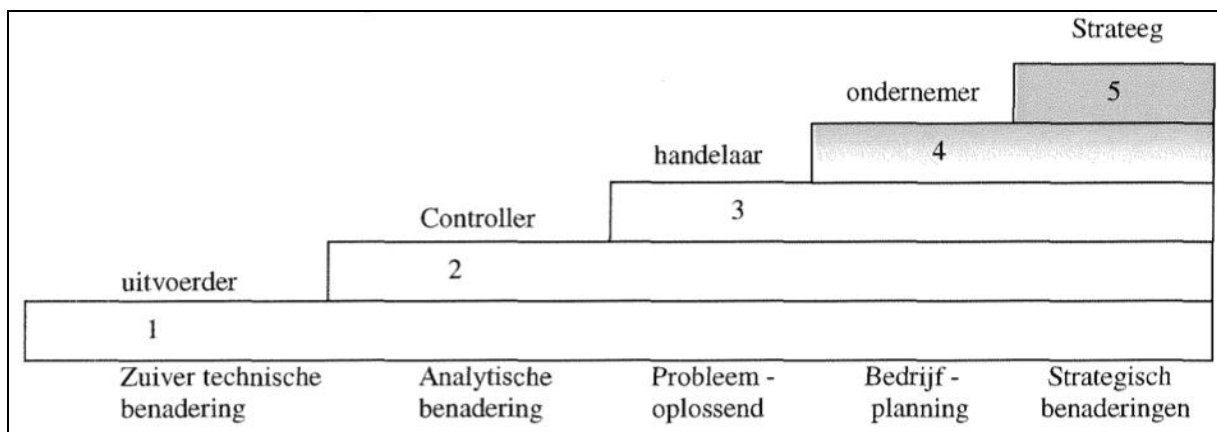 Strateeg
ondernemer
5
handelaar
4
Controller
3
uitvoerder
2
1
Zuiver technische
benadering
Analytische
benadering
Probleem -
oplossend
Bedrijf -
planning
Strategisch
benaderingen